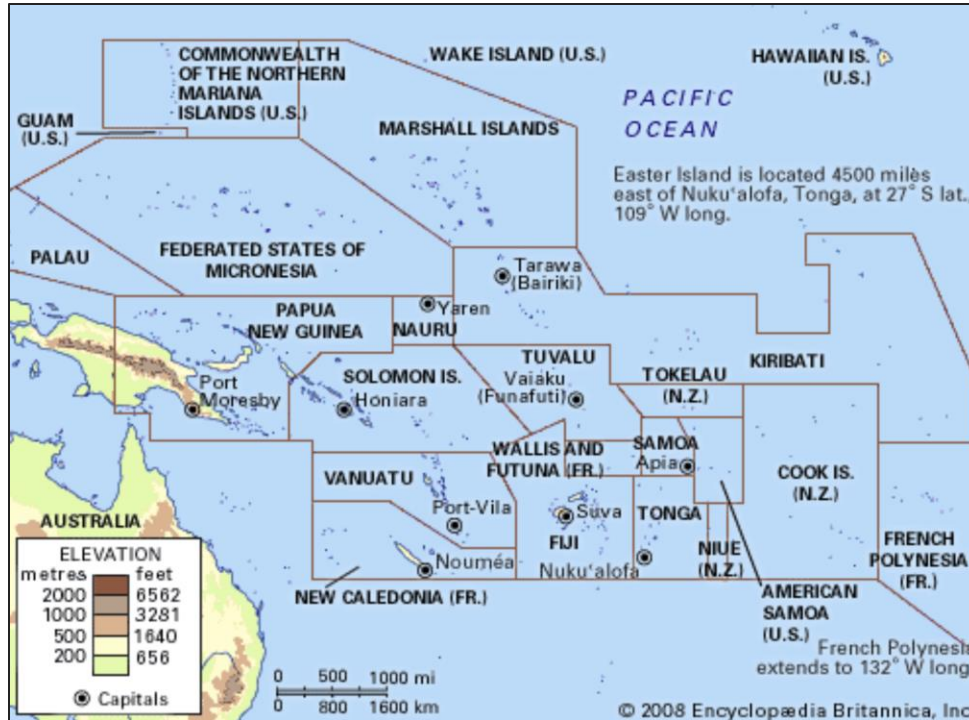 COMMONWEALTH
OF THE NORTHERN
MARIANA
ISLANDS (U.S.)
WAKE ISLAND (U.S.)
HAWAIIAN IS.
(U.S.)
GUAM
(U.S.)
MARSHALL ISLANDS
PACIFIC
OCEAN
Easter Island is located 4500 miles
east of Nukuʻalofa, Tonga, at 27° S lat.,
109° W long.
PALAU
FEDERATED STATES OF
MICRONESIA
Tarawa
(Bairiki)
Yaren
NAURU
PAPUA
NEW GUINEA
Port
Moresby
SOLOMON IS.
Honiara
TUVALU
Vaiaku
(Funafuti)
KIRIBATI
TOKELAU
(N.Z.)
WALLIS AND
FUTUNA (FR.)
SAMOA
Apia
COOK IS.
(N.Z.)
VANUATU
Port-Vila
Suva
FIJI
TONGA
Nukuʻalofa
NIUE
(N.Z.)
FRENCH
POLYNESIA
(FR.)
AUSTRALIA
Nouméa
NEW CALEDONIA (FR.)
AMERICAN
SAMOA
(U.S.)
French Polynesia
extends to 132° W long.
ELEVATION
metres feet
2000 6562
1000 3281
500 1640
200 656
Capitals
0 500 1000 mi
0 800 1600 km
© 2008 Encyclopædia Britannica, Inc.